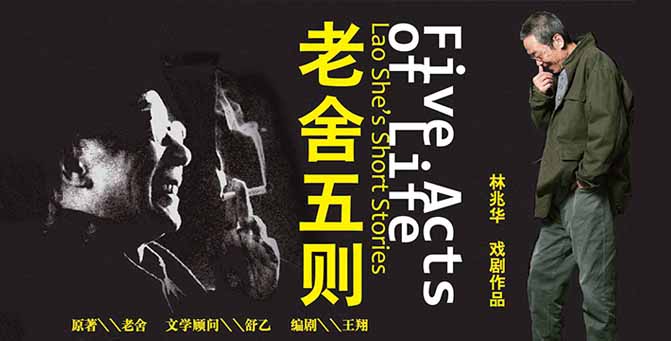 老舍五则
Five Acts
of Life
Lao She's Short Stories
林兆华 戏剧作品
原著\\老舍 文学顾问\\舒乙 编剧\\王翔